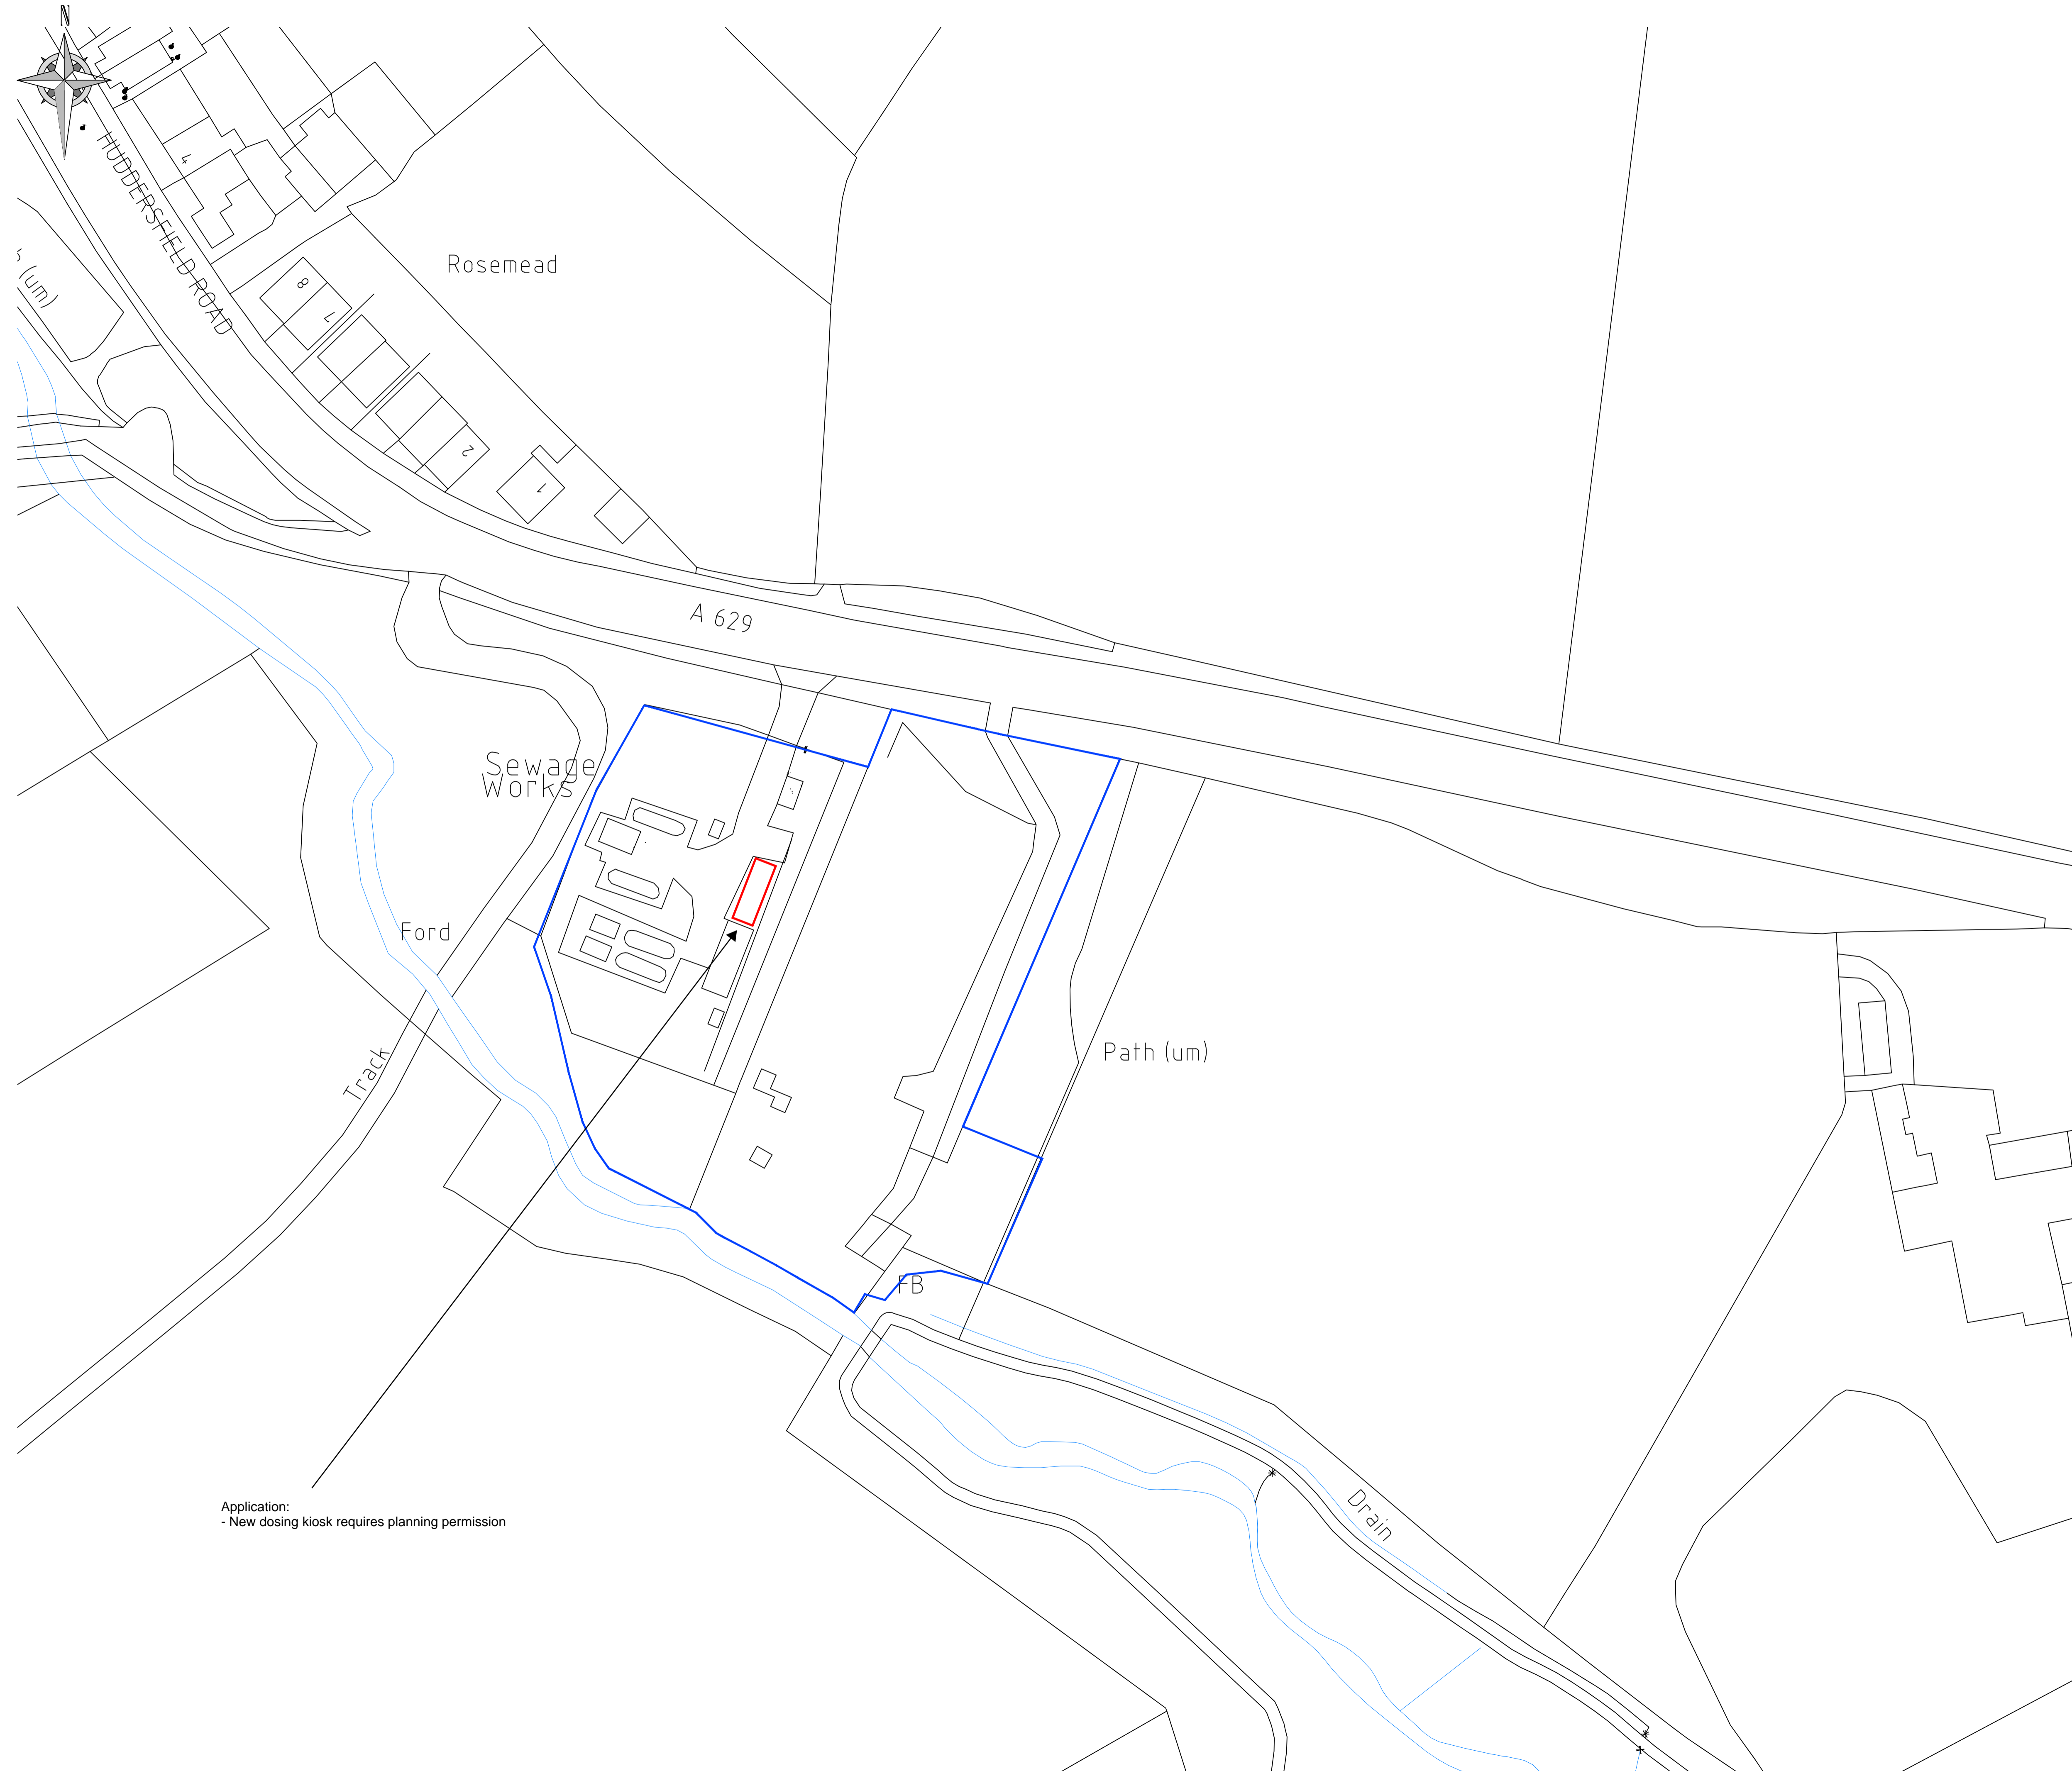 N
4
HUDDERSFIELD ROAD
(um)
Rosemead
8
7
2
1
A 629
Sewage
Works
Ford
Track
Path (um)
FB
Drain
Application:
- New dosing kiosk requires planning permission